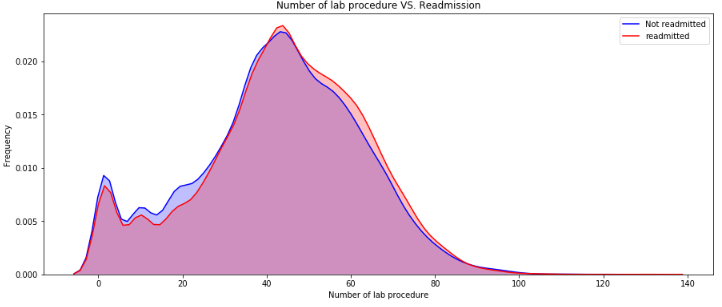 Number of lab procedure VS. Readmission
Not readmitted
readmitted
Frequency
0.020
0.015
0.010
0.005
0.000
0
20
40
60
80
100
120
140
Number of lab procedure